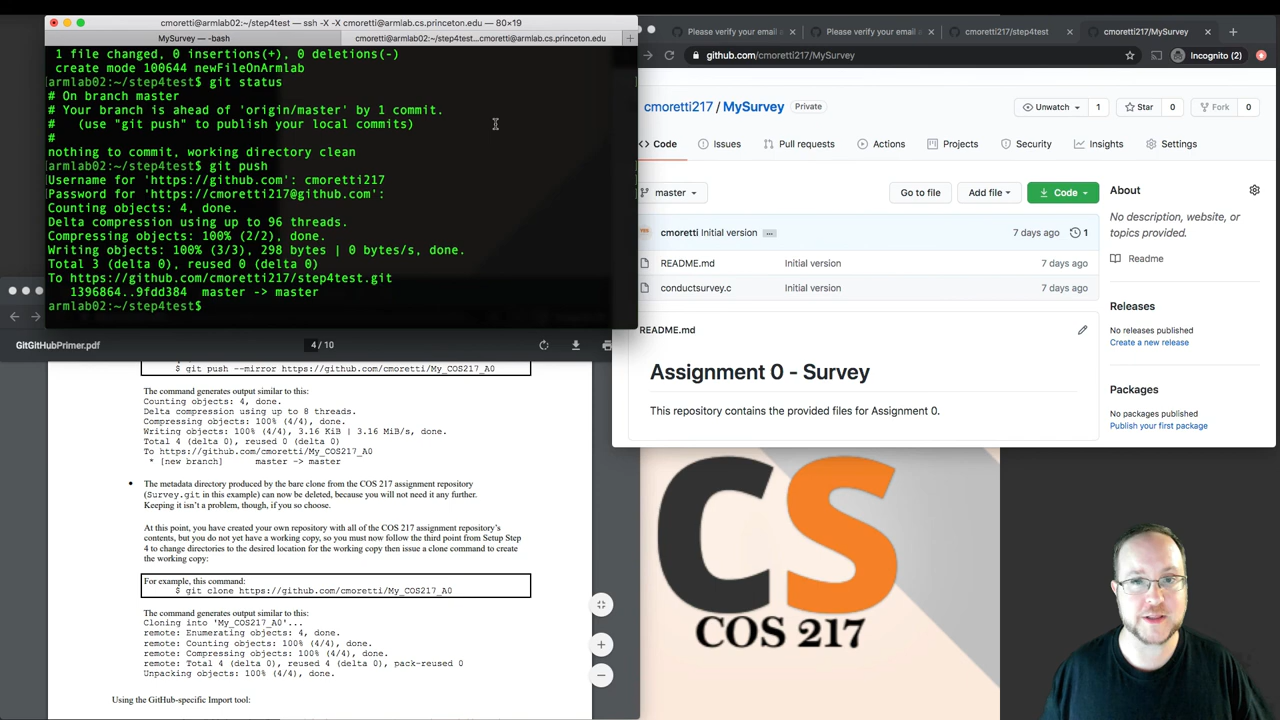 cmoretti@armlab02:~/step4test — ssh -X -X cmoretti@armlab.cs.princeton.edu — 80×19
MySurvey — -bash
cmoretti@armlab02:~/step4test...cmoretti@armlab.cs.princeton.edu
1 file changed, 0 insertions(+), 0 deletions(-)
create mode 100644 newFileOnArmlab
[armlab02:~/step4test$ git status
# On branch master
# Your branch is ahead of 'origin/master' by 1 commit.
#   (use "git push" to publish your local commits)
#
nothing to commit, working directory clean
[armlab02:~/step4test$ git push
Username for 'https://github.com': cmoretti217
Password for 'https://cmoretti217@github.com':
Counting objects: 4, done.
Delta compression using up to 96 threads.
Compressing objects: 100% (2/2), done.
Writing objects: 100% (3/3), 298 bytes | 0 bytes/s, done.
Total 3 (delta 0), reused 0 (delta 0)
To https://github.com/cmoretti217/step4test.git
1396864..9fdd384  master -> master
armlab02:~/step4test$
GitGitHubPrimer.pdf
4 / 10
$ git push --mirror https://github.com/cmoretti/My_COS217_A0
The command generates output similar to this:
Counting objects: 4, done.
Delta compression using up to 8 threads.
Compressing objects: 100% (4/4), done.
Writing objects: 100% (4/4), 3.16 KiB | 3.16 MiB/s, done.
Total 4 (delta 0), reused 0 (delta 0)
To https://github.com/cmoretti/My_COS217_A0
* [new branch]      master -> master
• The metadata directory produced by the bare clone from the COS 217 assignment repository
(Survey.git in this example) can now be deleted, because you will not need it any further.
Keeping it isn't a problem, though, if you so choose.
At this point, you have created your own repository with all of the COS 217 assignment repository's
contents, but you do not yet have a working copy, so you must now follow the third point from Setup Step
4 to change directories to the desired location for the working copy then issue a clone command to create
the working copy:
For example, this command:
$ git clone https://github.com/cmoretti/My_COS217_A0
The command generates output similar to this:
Cloning into 'My_COS217_A0'...
remote: Enumerating objects: 4, done.
remote: Counting objects: 100% (4/4), done.
remote: Compressing objects: 100% (4/4), done.
remote: Total 4 (delta 0), reused 4 (delta 0), pack-reused 0
Unpacking objects: 100% (4/4), done.
Using the GitHub-specific Import tool:
Please verify your email
Please verify your email
cmoretti217/step4test
cmoretti217/MySurvey
github.com/cmoretti217/MySurvey
Incognito (2)
cmoretti217 / MySurvey Private
Unwatch 1 Star 0 Fork 0
Code Issues Pull requests Actions Projects Security Insights Settings
master Go to file Add file Code
cmoretti Initial version ... 7 days ago 1
README.md Initial version 7 days ago
conductsurvey.c Initial version 7 days ago
README.md
Assignment 0 - Survey
This repository contains the provided files for Assignment 0.
About
No description, website, or
topics provided.
Readme
Releases
No releases published
Create a new release
Packages
No packages published
Publish your first package
CS
COS 217